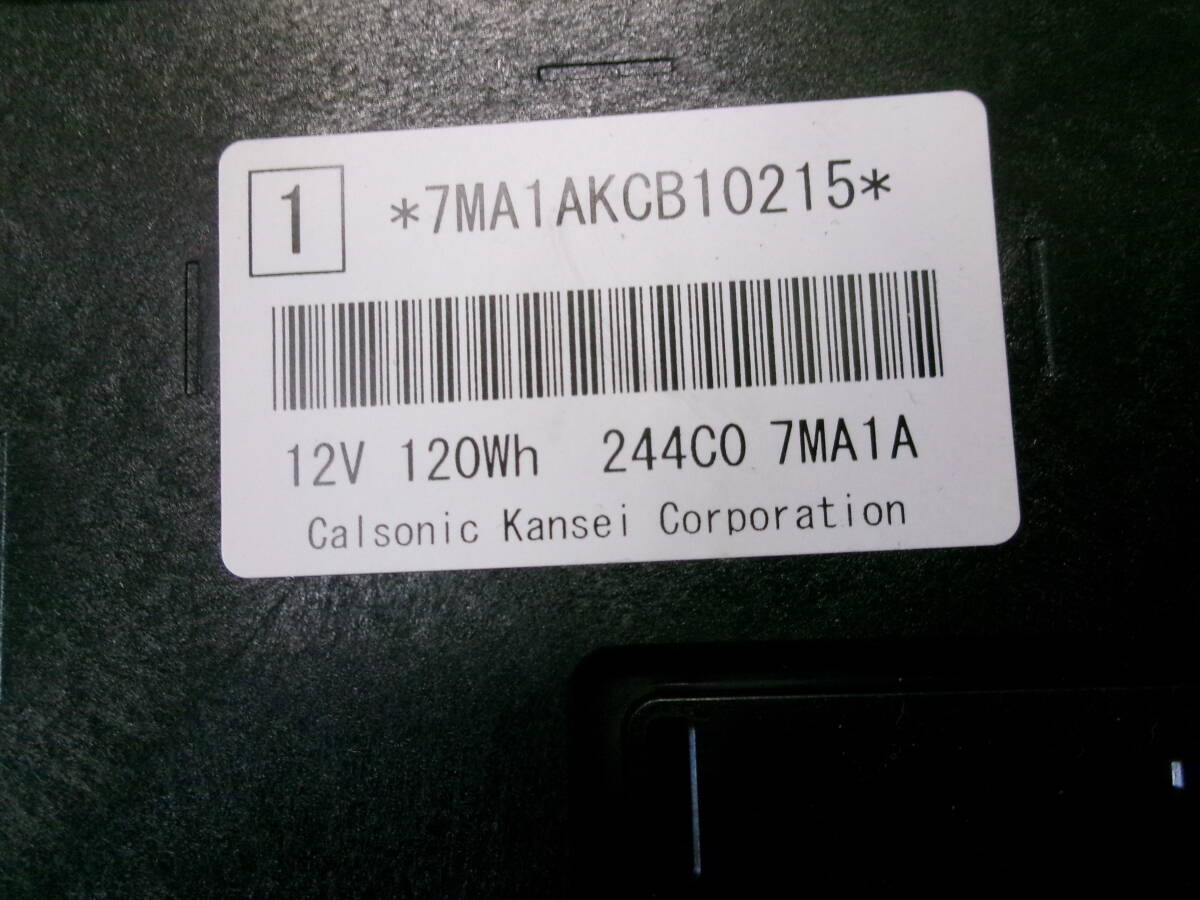 1
*7MA1AKCB10215*
12V 120Wh 244C0 7MA1A
Calsonic Kansei Corporation